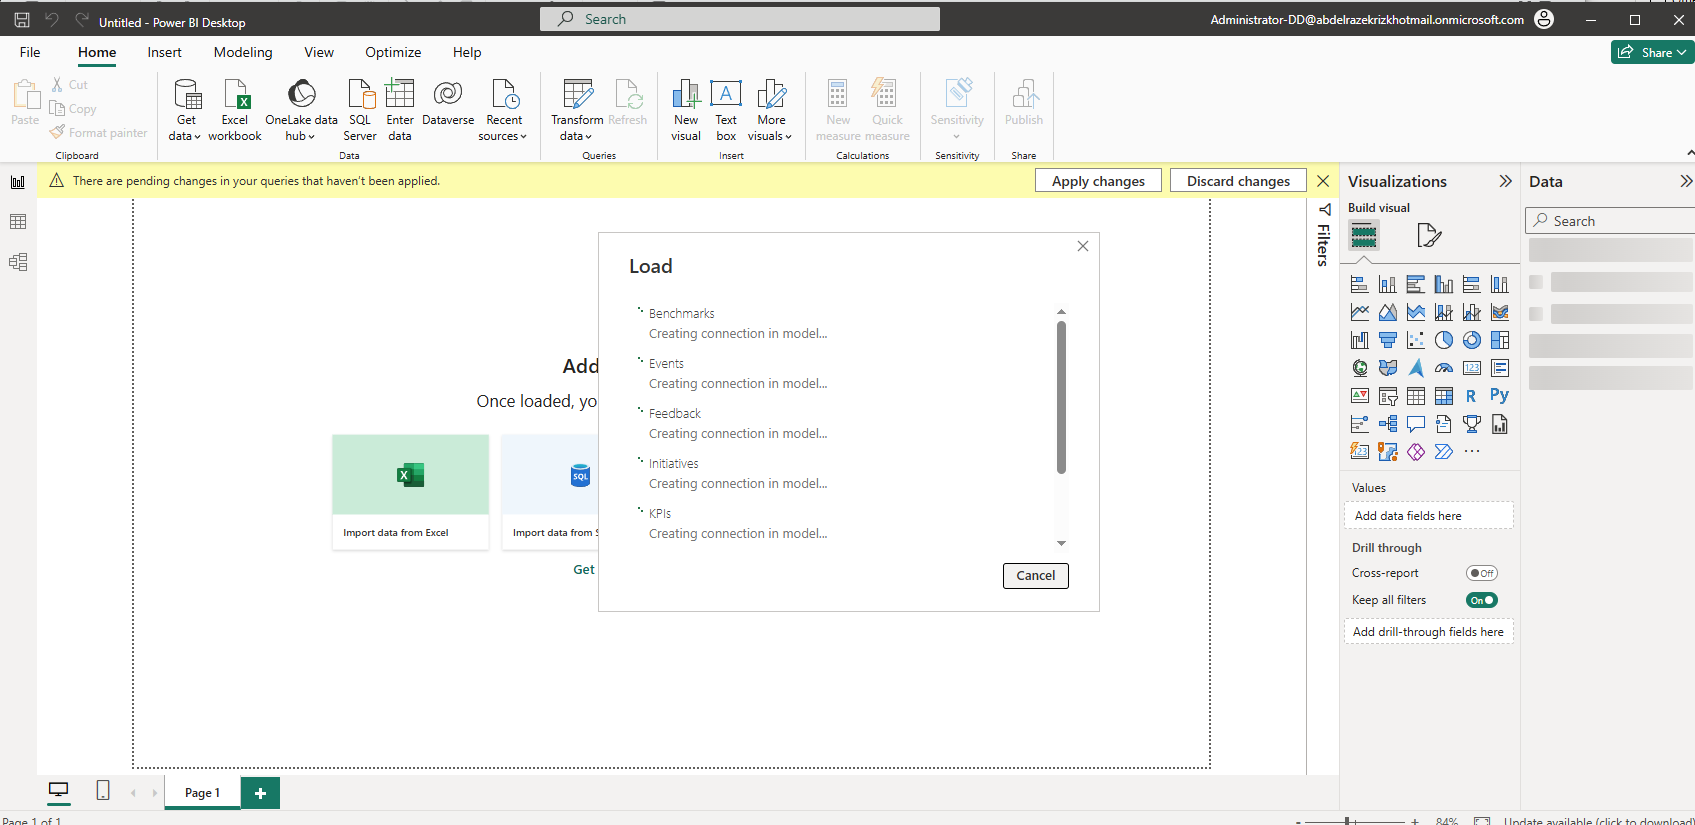 Untitled - Power BI Desktop
Search
Administrator-DD@abdelrazekrizkhotmail.onmicrosoft.com
File Home Insert Modeling View Optimize Help
Share
Paste
Cut
Copy
Format painter
Clipboard
Get data
Excel workbook
OneLake data hub
SQL Server
Enter data
Dataverse
Recent sources
Data
Transform data
Refresh
Queries
New visual
Text box
More visuals
Insert
New measure
Quick measure
Calculations
Sensitivity
Sensitivity
Publish
Share
There are pending changes in your queries that haven't been applied.
Apply changes
Discard changes
Filters
Load
Benchmarks
Creating connection in model...
Events
Creating connection in model...
Feedback
Creating connection in model...
Initiatives
Creating connection in model...
KPIs
Creating connection in model...
Cancel
Add
Once loaded, yo
Import data from Excel
SQL
Import data from S
Get
Visualizations
Build visual
123
R
Py
123
Values
Add data fields here
Drill through
Cross-report
Off
Keep all filters
On
Add drill-through fields here
Data
Search
Page 1
Page 1 of 1
84%
Update available (click to download)